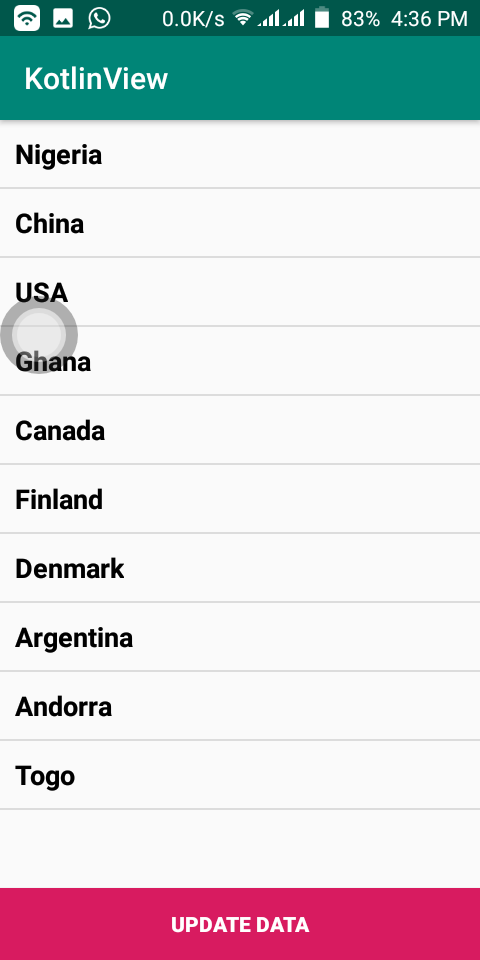 0.0K/s 83% 4:36 PM
KotlinView
Nigeria
China
USA
Ghana
Canada
Finland
Denmark
Argentina
Andorra
Togo
UPDATE DATA